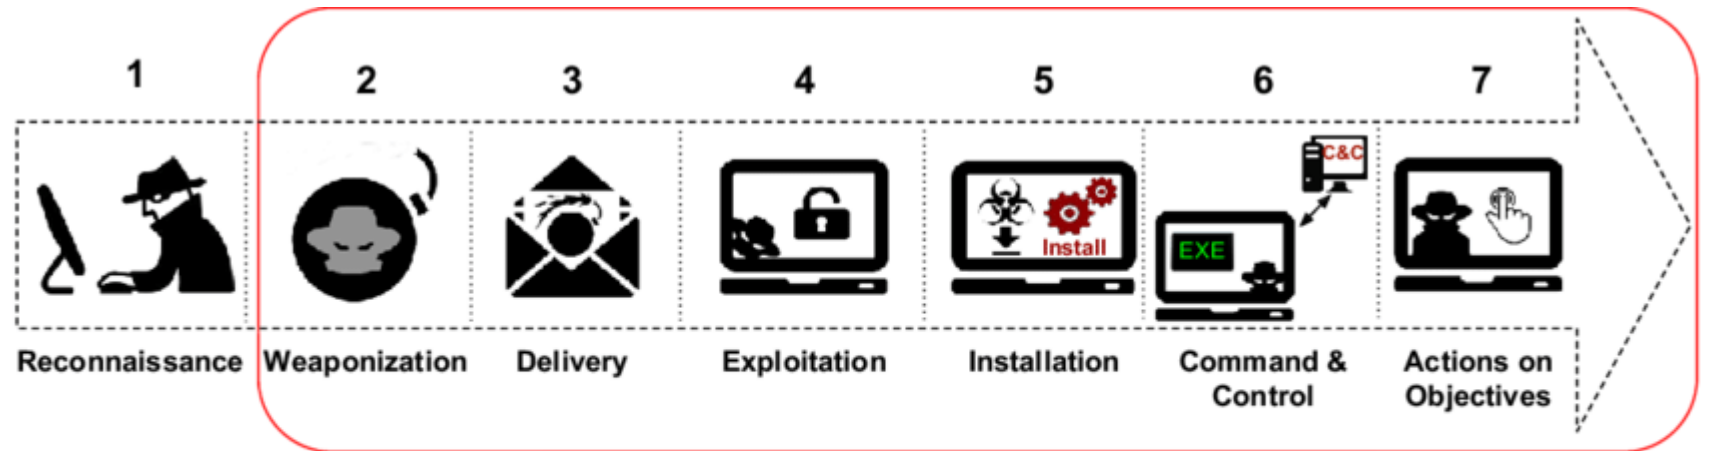 1 2 3 4 5 6 7
C&C
Install
EXE
Reconnaissance Weaponization Delivery Exploitation Installation Command & Actions on
Control Objectives